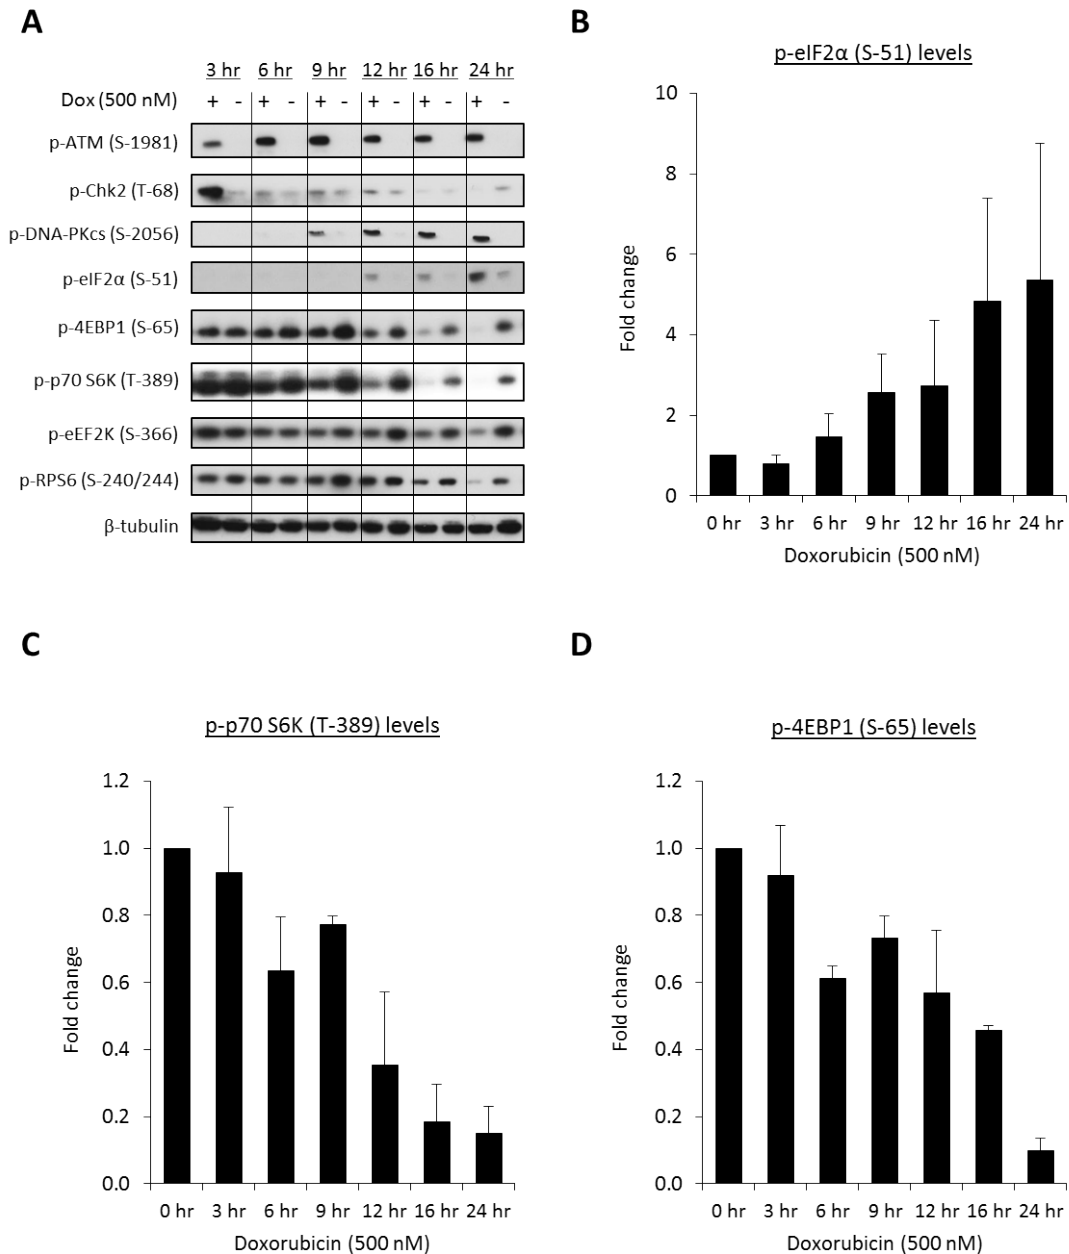 A
3 hr 6 hr 9 hr 12 hr 16 hr 24 hr
Dox (500 nM) + - + - + - + - + - + -
p-ATM (S-1981)
p-Chk2 (T-68)
p-DNA-PKcs (S-2056)
p-eIF2α (S-51)
p-4EBP1 (S-65)
p-p70 S6K (T-389)
p-eEF2K (S-366)
p-RPS6 (S-240/244)
β-tubulin
B
p-eIF2α (S-51) levels
10
8
6
4
2
0
Fold change
0 hr 3 hr 6 hr 9 hr 12 hr 16 hr 24 hr
Doxorubicin (500 nM)
C
p-p70 S6K (T-389) levels
1.2
1.0
0.8
0.6
0.4
0.2
0.0
Fold change
0 hr 3 hr 6 hr 9 hr 12 hr 16 hr 24 hr
Doxorubicin (500 nM)
D
p-4EBP1 (S-65) levels
1.2
1.0
0.8
0.6
0.4
0.2
0.0
Fold change
0 hr 3 hr 6 hr 9 hr 12 hr 16 hr 24 hr
Doxorubicin (500 nM)